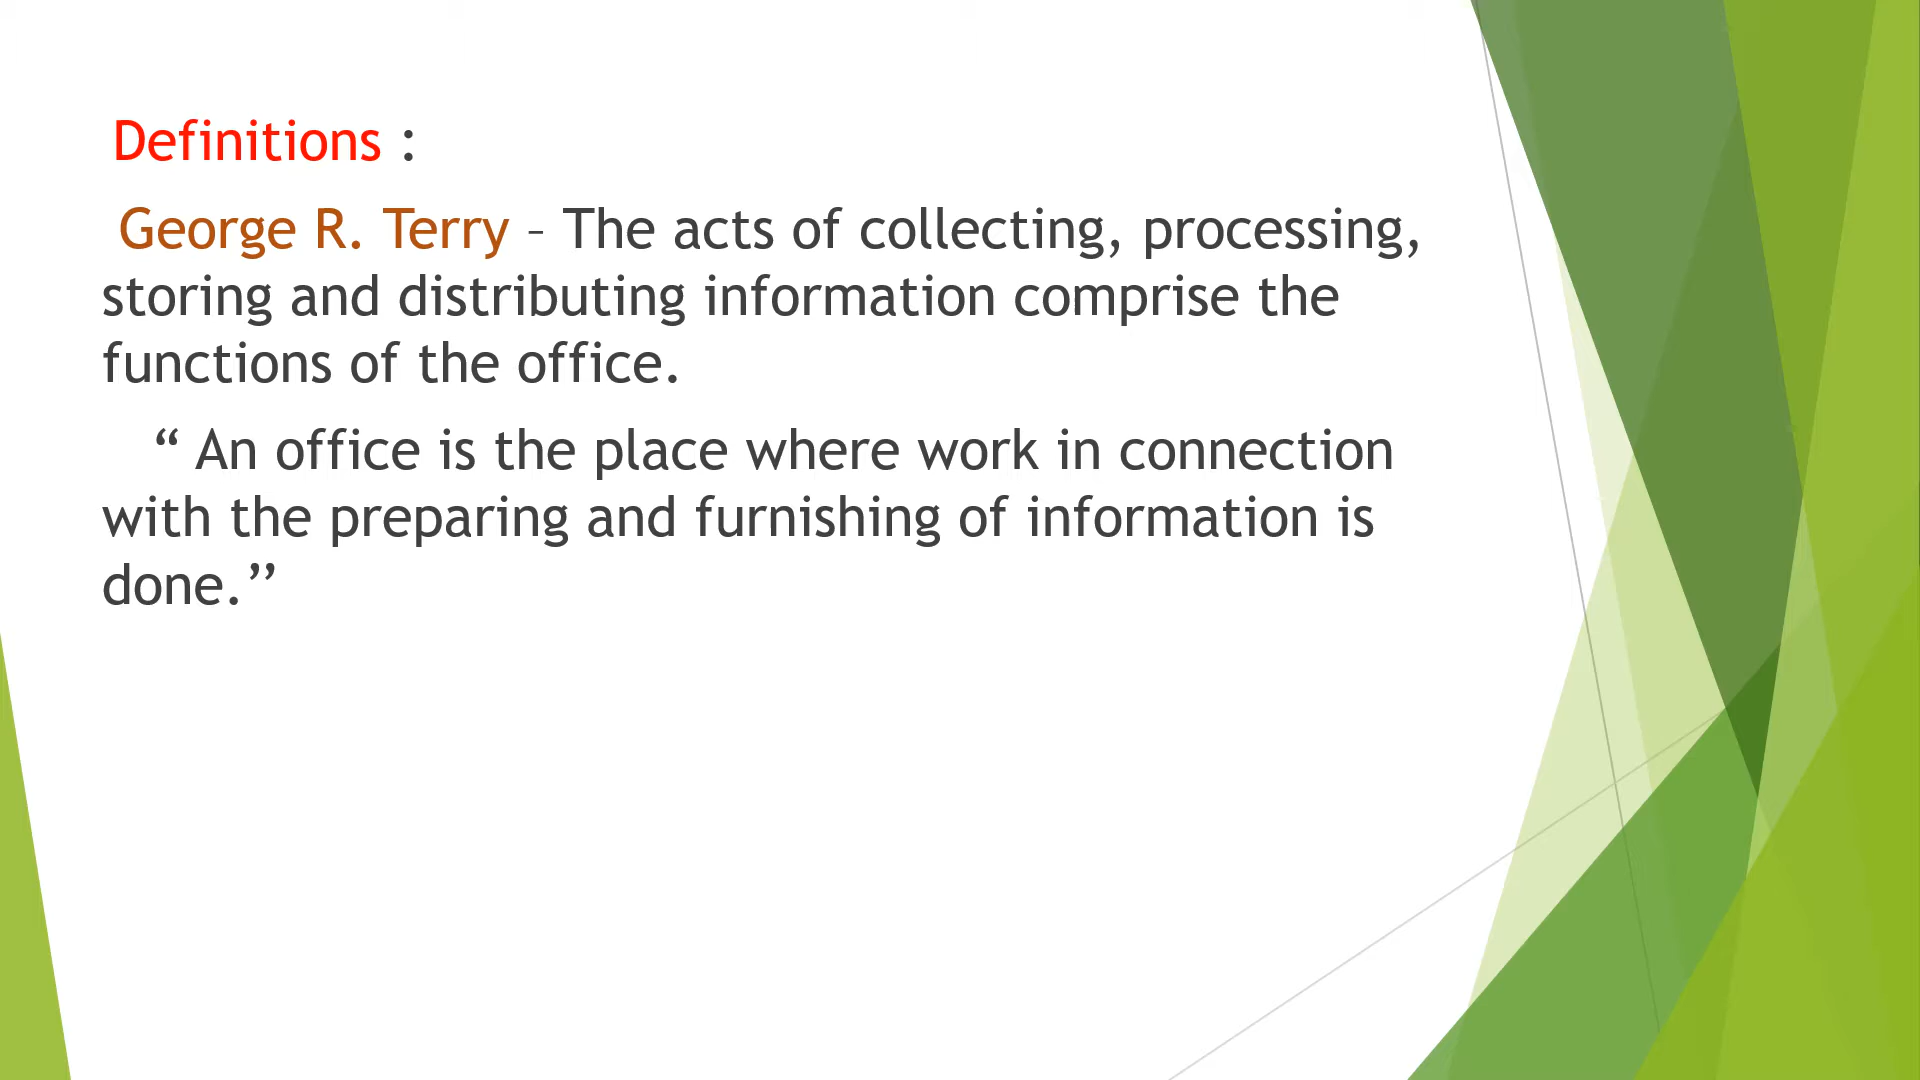 Definitions :
George R. Terry – The acts of collecting, processing,
storing and distributing information comprise the
functions of the office.
“ An office is the place where work in connection
with the preparing and furnishing of information is
done.’’